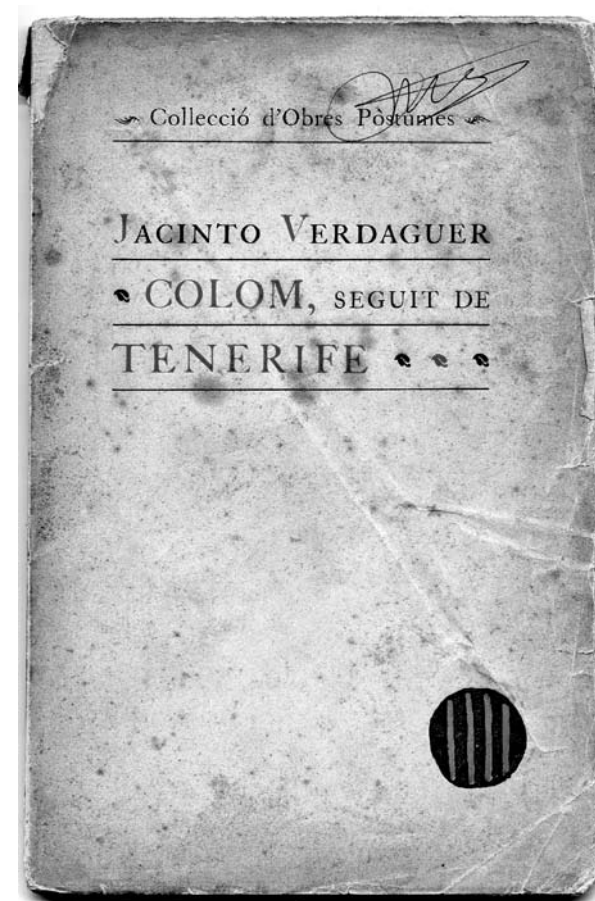 Collecció d'Obres Pòstumes
JACINTO VERDAGUER
COLOM, SEGUIT DE
TENERIFE